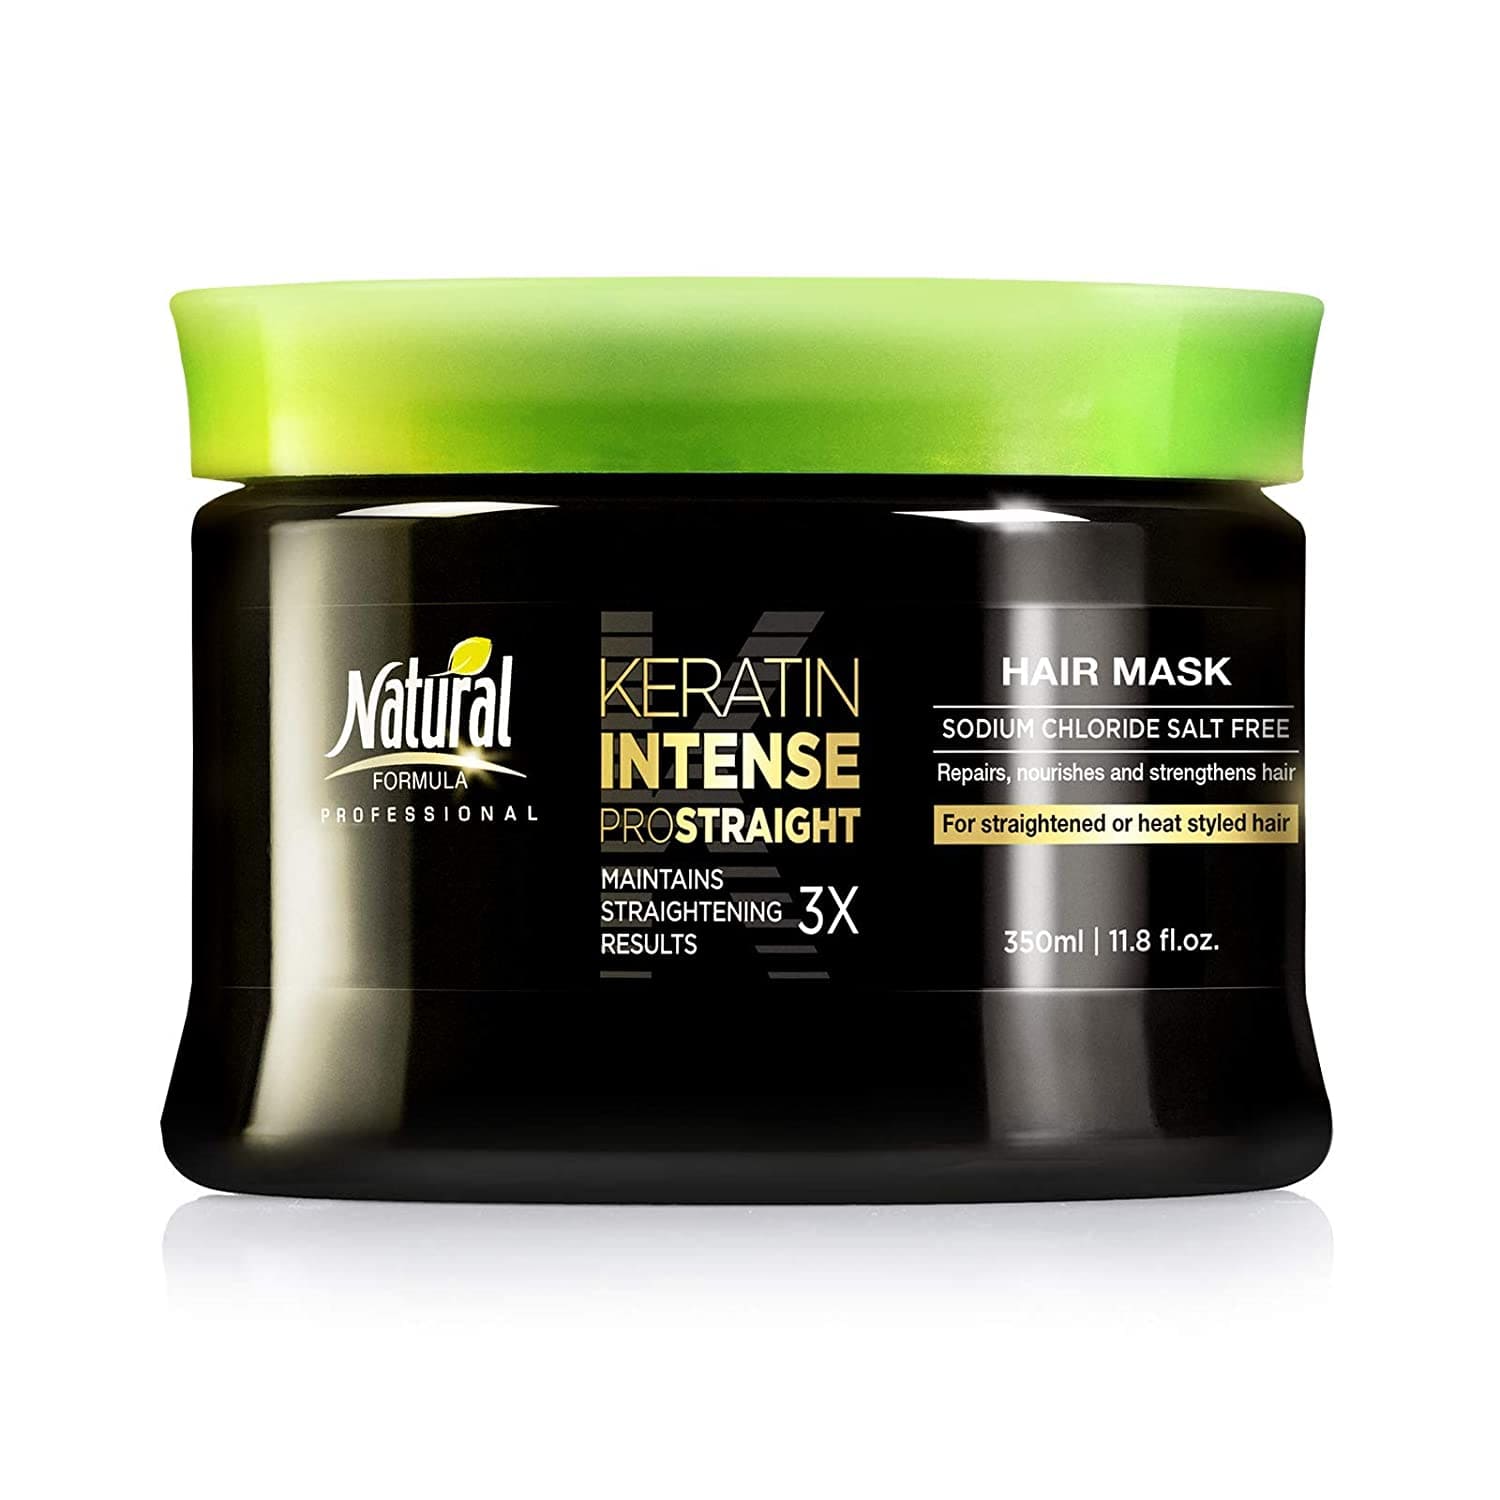 Natural
FORMULA
PROFESSIONAL
KERATIN
INTENSE
PROSTRAIGHT
MAINTAINS
STRAIGHTENING
RESULTS
3X
HAIR MASK
SODIUM CHLORIDE SALT FREE
Repairs, nourishes and strengthens hair
For straightened or heat styled hair
350ml | 11.8 fl.oz.